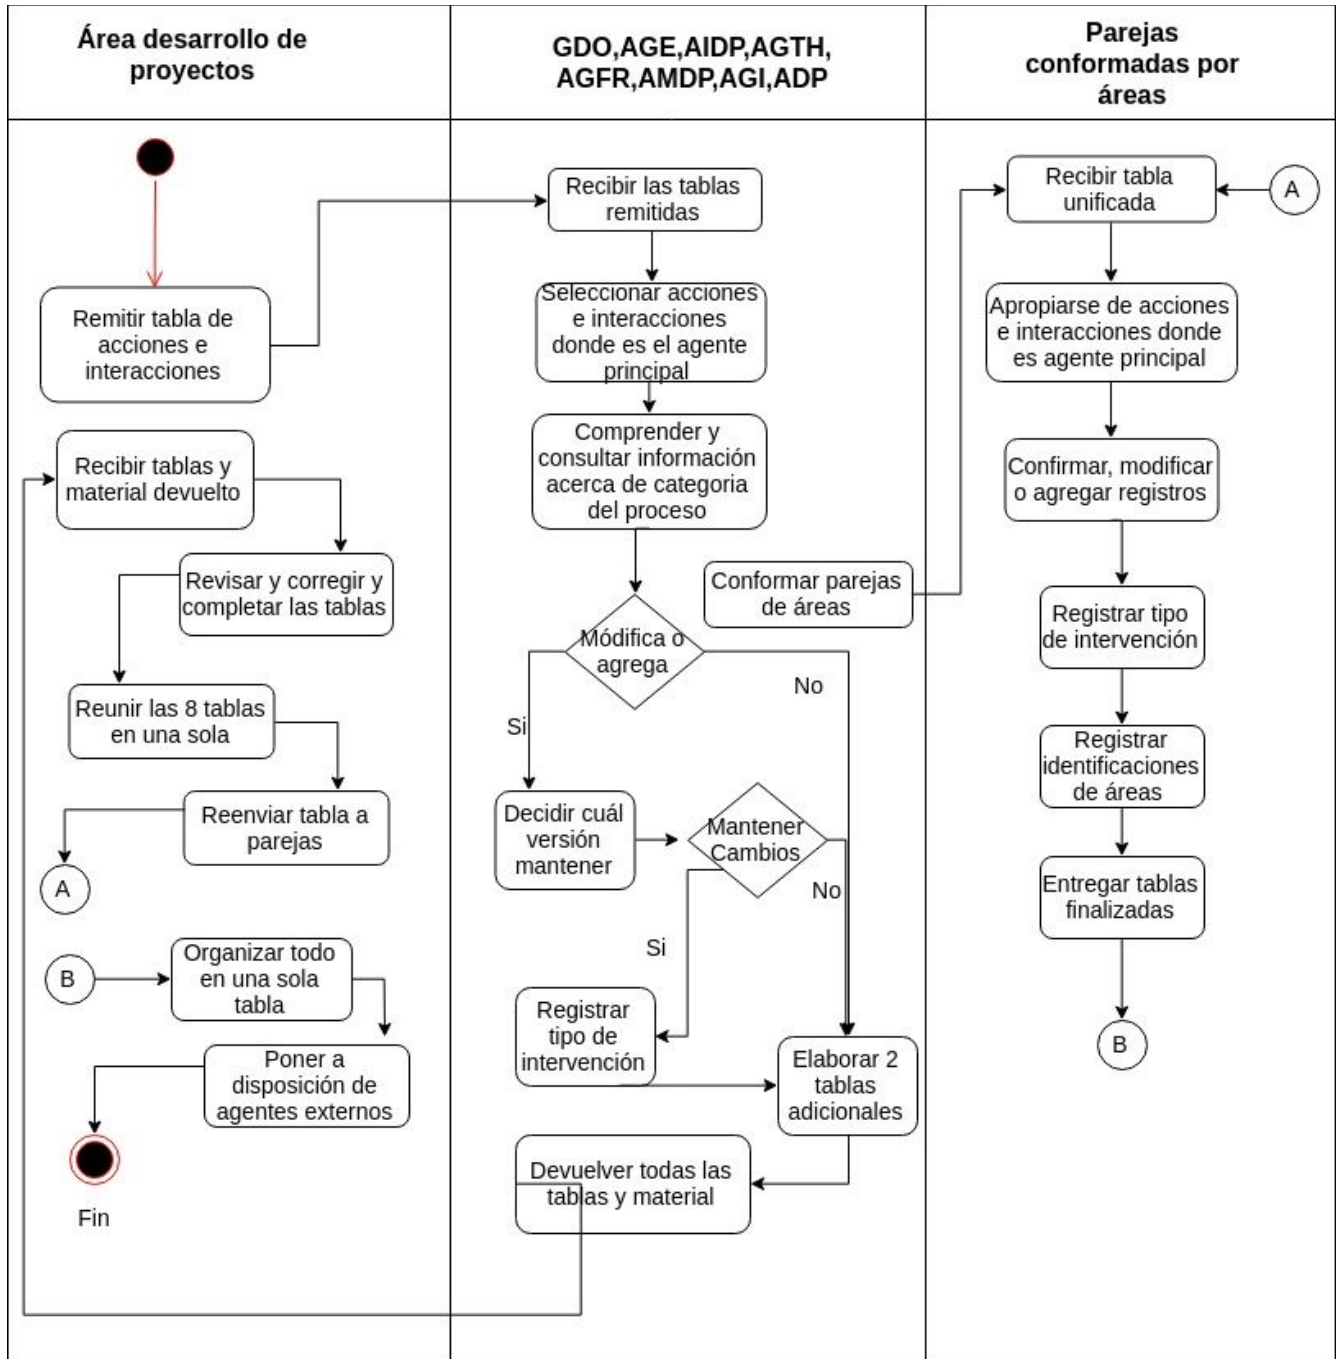 Área desarrollo de
proyectos
GDO,AGE,AIDP,AGTH,
AGFR,AMDP,AGI,ADP
Parejas
conformadas por
áreas
Remitir tabla de
acciones e
interacciones
Recibir tablas y
material devuelto
Revisar y corregir y
completar las tablas
Reunir las 8 tablas
en una sola
Reenviar tabla a
parejas
A
B
Organizar todo
en una sola
tabla
Poner a
disposición de
agentes externos
Fin
Recibir las tablas
remitidas
Seleccionar acciones
e interacciones
donde es el agente
principal
Comprender y
consultar información
acerca de categoria
del proceso
Conformar parejas
de áreas
Módifica o
agrega
No
Si
Decidir cuál
versión
mantener
Mantener
Cambios
No
Si
Registrar
tipo de
intervención
Elaborar 2
tablas
adicionales
Devuelver todas las
tablas y material
Recibir tabla
unificada
A
Apropiarse de acciones
e interacciones donde
es agente principal
Confirmar, modificar
o agregar registros
Registrar tipo
de intervención
Registrar
identificaciones
de áreas
Entregar tablas
finalizadas
B